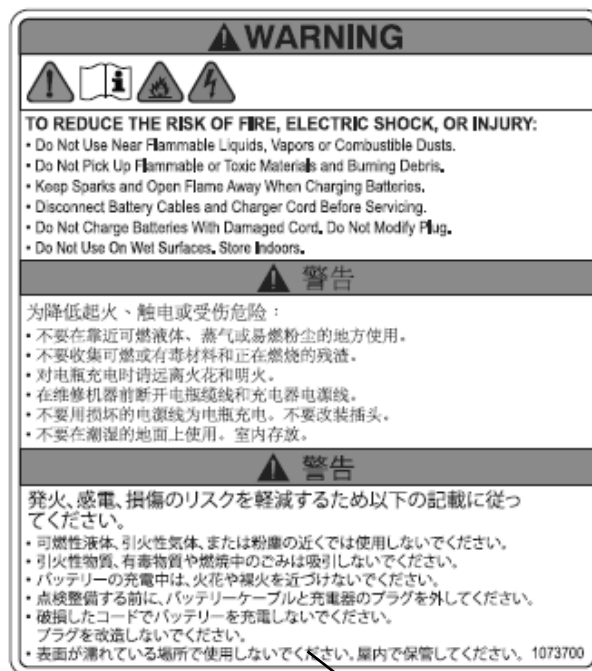 WARNING
TO REDUCE THE RISK OF FIRE, ELECTRIC SHOCK, OR INJURY:
• Do Not Use Near Flammable Liquids, Vapors or Combustible Dusts.
• Do Not Pick Up Flammable or Toxic Materials and Burning Debris.
• Keep Sparks and Open Flame Away When Charging Batteries.
• Disconnect Battery Cables and Charger Cord Before Servicing.
• Do Not Charge Batteries With Damaged Cord. Do Not Modify Plug.
• Do Not Use On Wet Surfaces. Store Indoors.
警告
为降低起火、触电或受伤危险：
• 不要在靠近可燃液体、蒸气或易燃粉尘的地方使用。
• 不要收集可燃或有毒材料和正在燃烧的残渣。
• 对电瓶充电时请远离火花和明火。
• 在维修机器前断开电瓶缆线和充电器电源线。
• 不要用损坏的电源线为电瓶充电。不要改装插头。
• 不要在潮湿的地面上使用。室内存放。
警告
発火、感電、損傷のリスクを軽減するため以下の記載に従っ
てください。
• 可燃性液体、引火性気体、または粉塵の近くでは使用しないでください。
• 引火性物質、有毒物質や燃焼中のごみは吸引しないでください。
• バッテリーの充電中は、火花や裸火を近づけないでください。
• 点検整備する前に、バッテリーケーブルと充電器のプラグを外してください。
• 破損したコードでバッテリーを充電しないでください。
プラグを改造しないでください。
• 表面が濡れている場所で使用しないでください。屋内で保管してください。 1073700